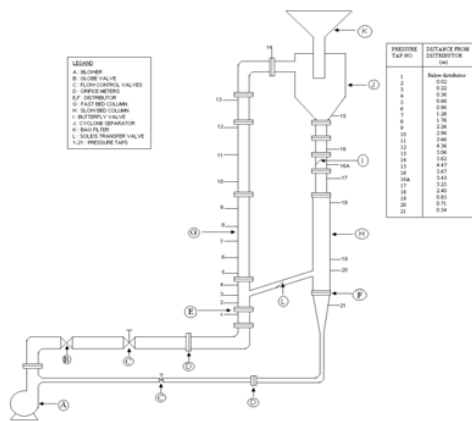 LEGAND
A : BLOWER
B : GLOBE VALVE
C : FLOW CONTROL VALVES
D : ORIFICE METERS
E,F : DISTRIBUTOR
G : FAST BED COLUMN
H : SLOW BED COLUMN
I : BUTTERFLY VALVE
J : CYCLONE SEPARATOR
K : BAG FILTER
L : SOLIDS TRANSFER VALVE
1-21 : PRESSURE TAPS
PRESSURE TAP NO. DISTANCE FROM DISTRIBUTOR (m)
1 Below distributor
2 0.02
3 0.22
4 0.36
5 0.66
6 0.96
7 1.26
8 1.76
9 2.26
10 2.96
11 3.66
12 4.26
13 5.06
14 5.62
15 4.47
16 3.67
16A 3.43
17 3.23
18 2.40
19 0.83
20 0.71
21 0.34
K
14
J
13
15
12
16
11
I
16A
10
17
9
18
8
G
H
7
6
19
5
20
4
L
3
F
2
E
1
21
B
C
D
C
D
A